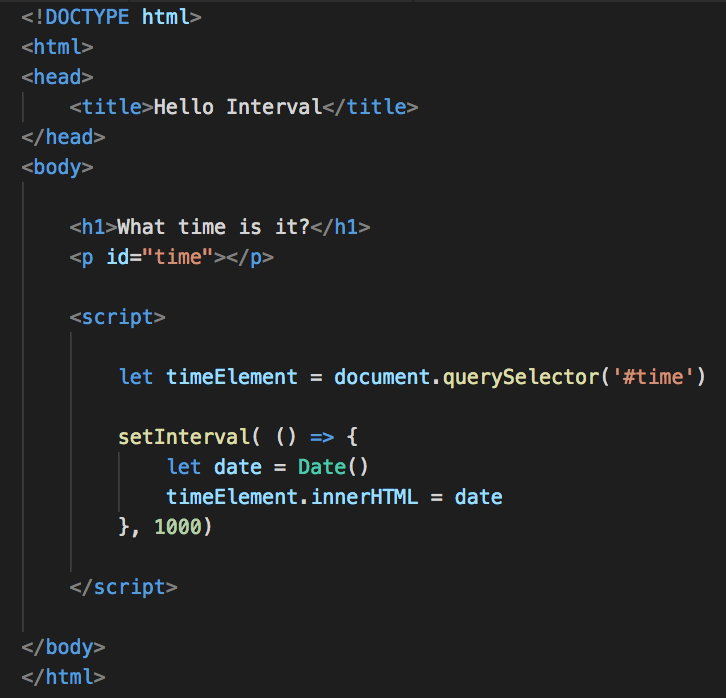 <!DOCTYPE html>
<html>
<head>
    <title>Hello Interval</title>
</head>
<body>

    <h1>What time is it?</h1>
    <p id="time"></p>

    <script>

        let timeElement = document.querySelector('#time')

        setInterval( () => {
            let date = Date()
            timeElement.innerHTML = date
        }, 1000)

    </script>

</body>
</html>